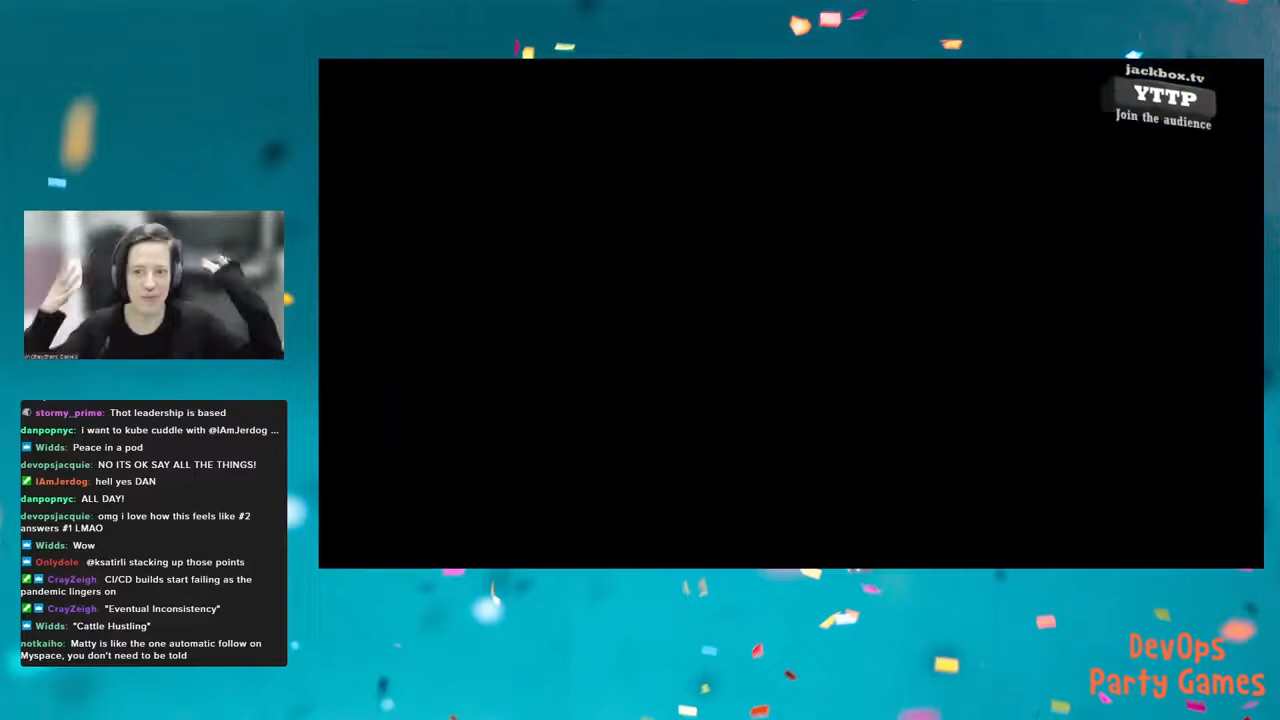 jackbox.tv
YTTP
Join the audience
stormy_prime: Thot leadership is based
danpopnyc: i want to kube cuddle with @IAmJerdog ...
Widds: Peace in a pod
devopsjacquie: NO ITS OK SAY ALL THE THINGS!
IAmJerdog: hell yes DAN
danpopnyc: ALL DAY!
devopsjacquie: omg i love how this feels like #2
answers #1 LMAO
Widds: Wow
Onlydole: @ksatirli stacking up those points
CrayZeigh: CI/CD builds start failing as the
pandemic lingers on
CrayZeigh: "Eventual Inconsistency"
Widds: "Cattle Hustling"
notkaiho: Matty is like the one automatic follow on
Myspace, you don't need to be told
DevOps
Party Games